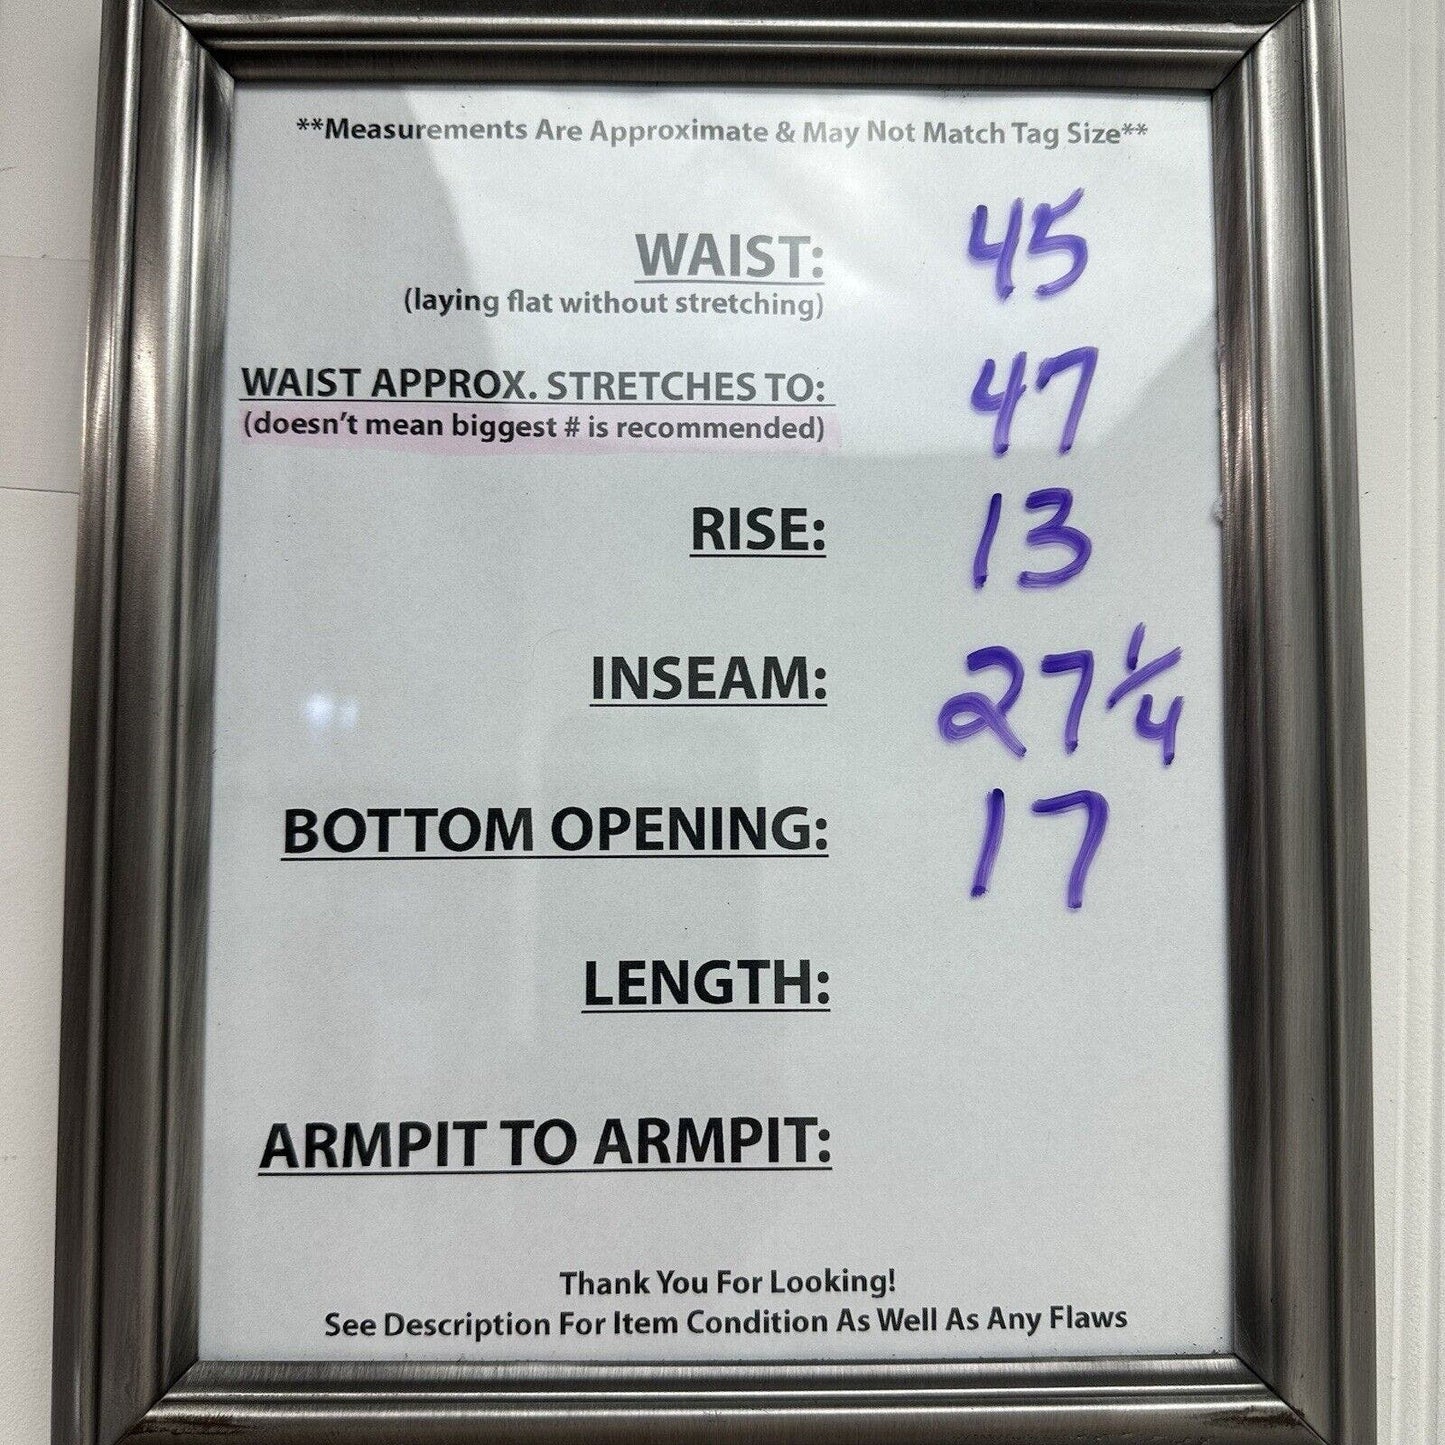 **Measurements Are Approximate & May Not Match Tag Size**
WAIST: 45
(laying flat without stretching)
WAIST APPROX. STRETCHES TO: 47
(doesn't mean biggest # is recommended)
RISE: 13
INSEAM: 27 1/4
BOTTOM OPENING: 17
LENGTH:
ARMPIT TO ARMPIT:
Thank You For Looking!
See Description For Item Condition As Well As Any Flaws